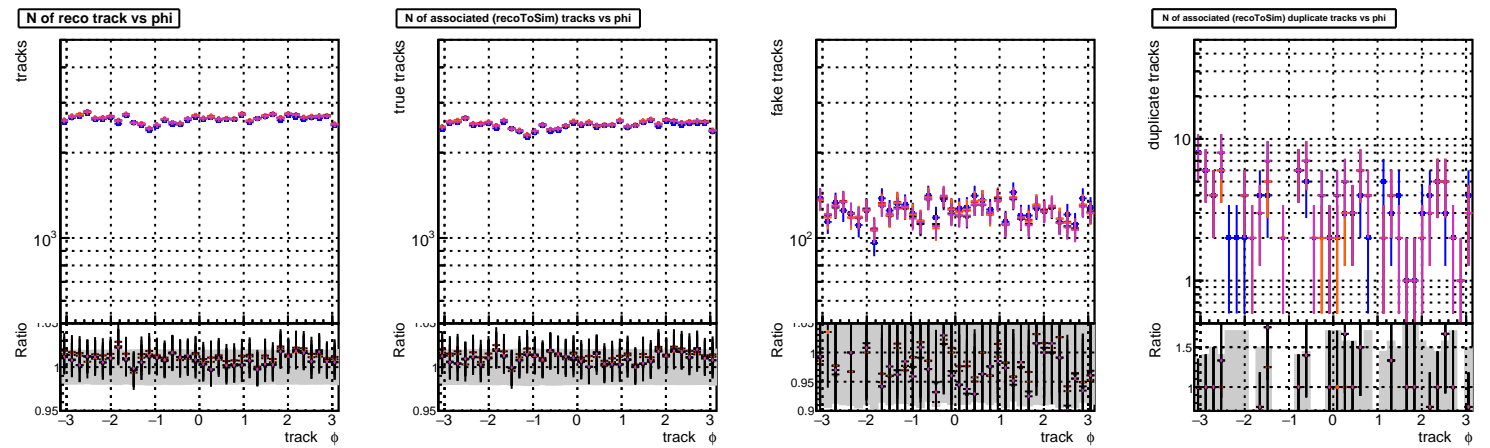 N of reco track vs phi
tracks
10³
Ratio
1.05
1
0.95
−3 −2 −1 0 1 2 3
track ϕ
N of associated (recoToSim) tracks vs phi
true tracks
10³
Ratio
1.05
1
0.95
−3 −2 −1 0 1 2 3
track ϕ
fake tracks
10²
Ratio
1.05
1
0.95
0.9
−3 −2 −1 0 1 2 3
track ϕ
N of associated (recoToSim) duplicate tracks vs phi
duplicate tracks
10
1
Ratio
1.5
1
−3 −2 −1 0 1 2 3
track ϕ